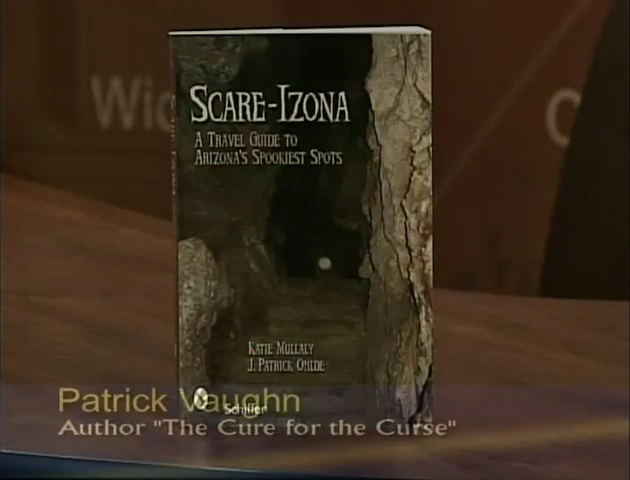 SCARE-IZONA
A TRAVEL GUIDE TO
ARIZONA'S SPOOKIEST SPOTS
Wic
KATIE MULLALY
J. PATRICK OHLDE
Schiffer
Patrick Vaughn
Author "The Cure for the Curse"